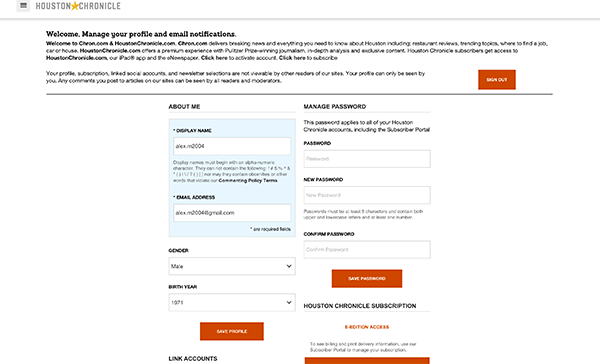 HOUSTON CHRONICLE
Welcome. Manage your profile and email notifications.
Welcome to Chron.com & HoustonChronicle.com. Chron.com delivers breaking news and everything you need to know about Houston including: restaurant reviews, trending topics, where to find a job,
car or house. HoustonChronicle.com offers a premium experience with Pulitzer Prize-winning journalism, in-depth analysis and exclusive content. Houston Chronicle subscribers get access to
HoustonChronicle.com, our iPad® app and the eNewspaper. Click here to activate account. Click here to subscribe
Your profile, subscription, linked social accounts, and newsletter selections are not viewable by other readers of our sites. Your profile can only be seen by
you. Any comments you post to articles on our sites can be seen by all readers and moderators.
SIGN OUT
ABOUT ME
* DISPLAY NAME
alex.m2004
Display names must begin with an alpha-numeric
character. They can not contain the following: ! # $ % ^ &
nor may they contain obscenities or other
words that violate our Commenting Policy Terms.
* EMAIL ADDRESS
alex.m2004@gmail.com
* are required fields
GENDER
Male
BIRTH YEAR
1971
SAVE PROFILE
LINK ACCOUNTS
MANAGE PASSWORD
This password applies to all of your Houston
Chronicle accounts, including the Subscriber Portal
PASSWORD
Password
NEW PASSWORD
New Password
Passwords must be at least 8 characters and contain both
upper and lowercase letters and at least one number.
CONFIRM PASSWORD
Confirm Password
SAVE PASSWORD
HOUSTON CHRONICLE SUBSCRIPTION
E-EDITION ACCESS
To see billing and print delivery information, use our
Subscriber Portal to manage your subscription.